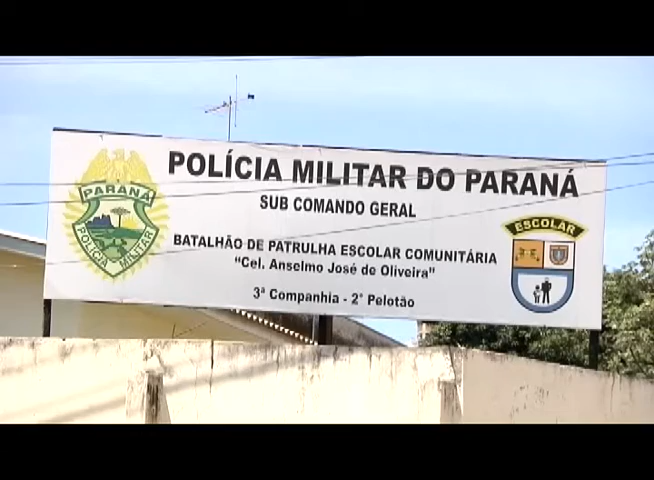 POLÍCIA MILITAR DO PARANÁ
SUB COMANDO GERAL
BATALHÃO DE PATRULHA ESCOLAR COMUNITÁRIA
“Cel. Anselmo José de Oliveira”
3ª Companhia - 2° Pelotão
PARANÁ
POLÍCIA MILITAR
ESCOLAR